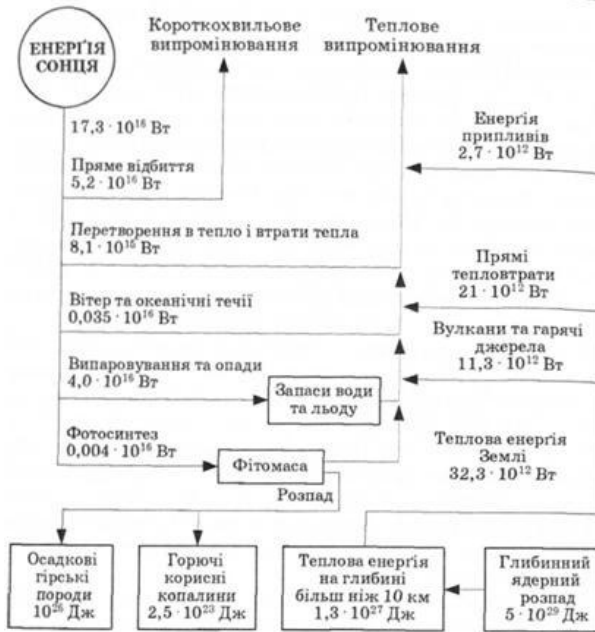 ЕНЕРҐІЯ
СОНЦЯ
Короткохвильове
випромінювання
Теплове
випромінювання
17,3 · 10¹⁶ Вт
Пряме відбиття
5,2 · 10¹⁶ Вт
Енергія
припливів
2,7 · 10¹² Вт
Перетворення в тепло і втрати тепла
8,1 · 10¹⁶ Вт
Прямі
тепловтрати
21 · 10¹² Вт
Вітер та океанічні течії
0,035 · 10¹⁶ Вт
Вулкани та гарячі
джерела
11,3 · 10¹² Вт
Випаровування та опади
4,0 · 10¹⁶ Вт
Запаси води
та льоду
Фотосинтез
0,004 · 10¹⁶ Вт
Фітомаса
Теплова енергія
Землі
32,3 · 10¹² Вт
Розпад
Осадкові
гірські
породи
10²⁶ Дж
Горючі
корисні
копалини
2,5 · 10²³ Дж
Теплова енергія
на глибині
більш ніж 10 км
1,3 · 10²⁷ Дж
Глибинний
ядерний
розпад
5 · 10²⁹ Дж